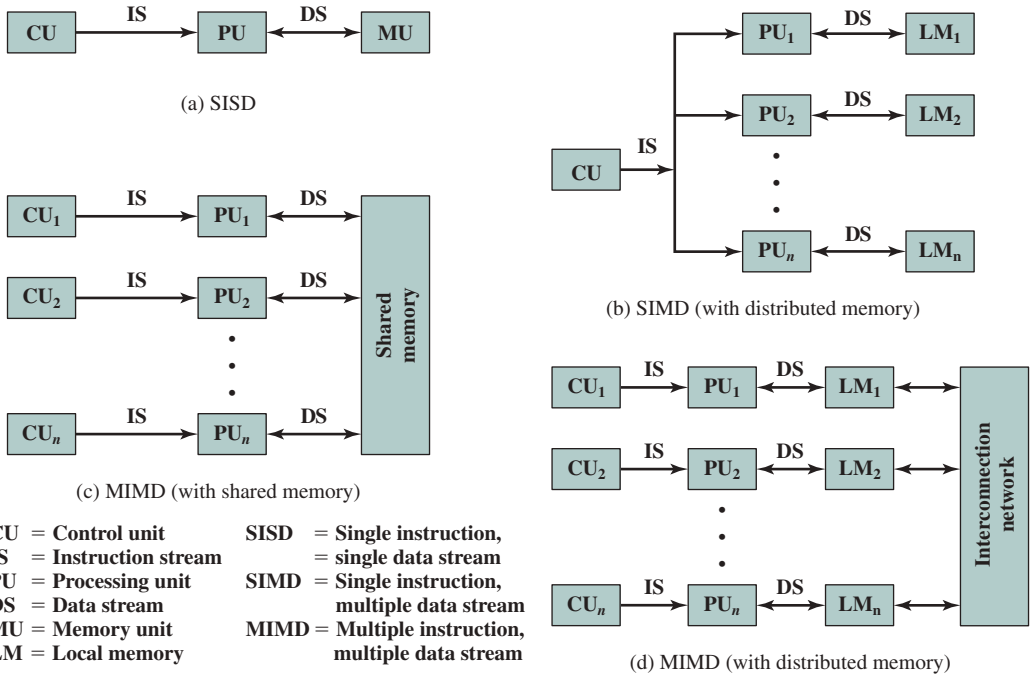 IS DS
CU PU MU
(a) SISD
DS
PU1 LM1
DS
PU2 LM2
IS
CU
DS
PUn LMn
(b) SIMD (with distributed memory)
IS DS
CU1 PU1
IS DS
CU2 PU2
IS DS
CUn PUn
Shared
memory
(c) MIMD (with shared memory)
IS DS
CU1 PU1 LM1
IS DS
CU2 PU2 LM2
IS DS
CUn PUn LMn
Interconnection
network
(d) MIMD (with distributed memory)
CU = Control unit
IS = Instruction stream
PU = Processing unit
DS = Data stream
MU = Memory unit
LM = Local memory
SISD = Single instruction,
= single data stream
SIMD = Single instruction,
multiple data stream
MIMD = Multiple instruction,
multiple data stream